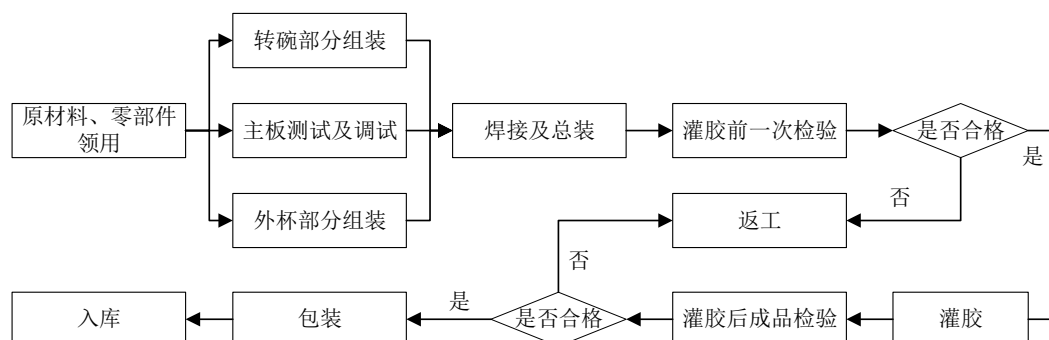 转碗部分组装
原材料、零部件
领用
主板测试及调试
焊接及总装
灌胶前一次检验
是否合格
是
外杯部分组装
返工
否
否
入库
包装
是
是否合格
灌胶后成品检验
灌胶